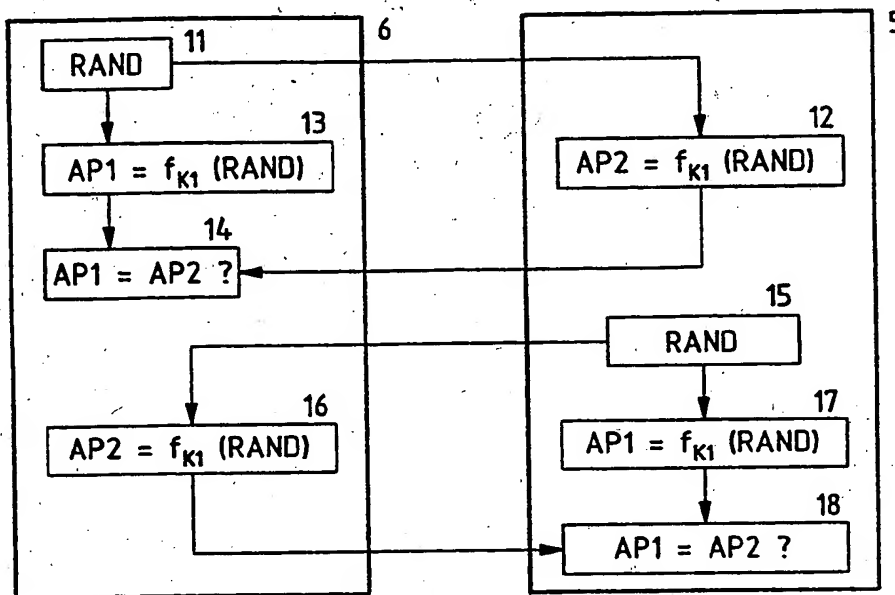 6
5
11
RAND
13
AP1 = fK1 (RAND)
12
AP2 = fK1 (RAND)
14
AP1 = AP2 ?
15
RAND
16
AP2 = fK1 (RAND)
17
AP1 = fK1 (RAND)
18
AP1 = AP2 ?